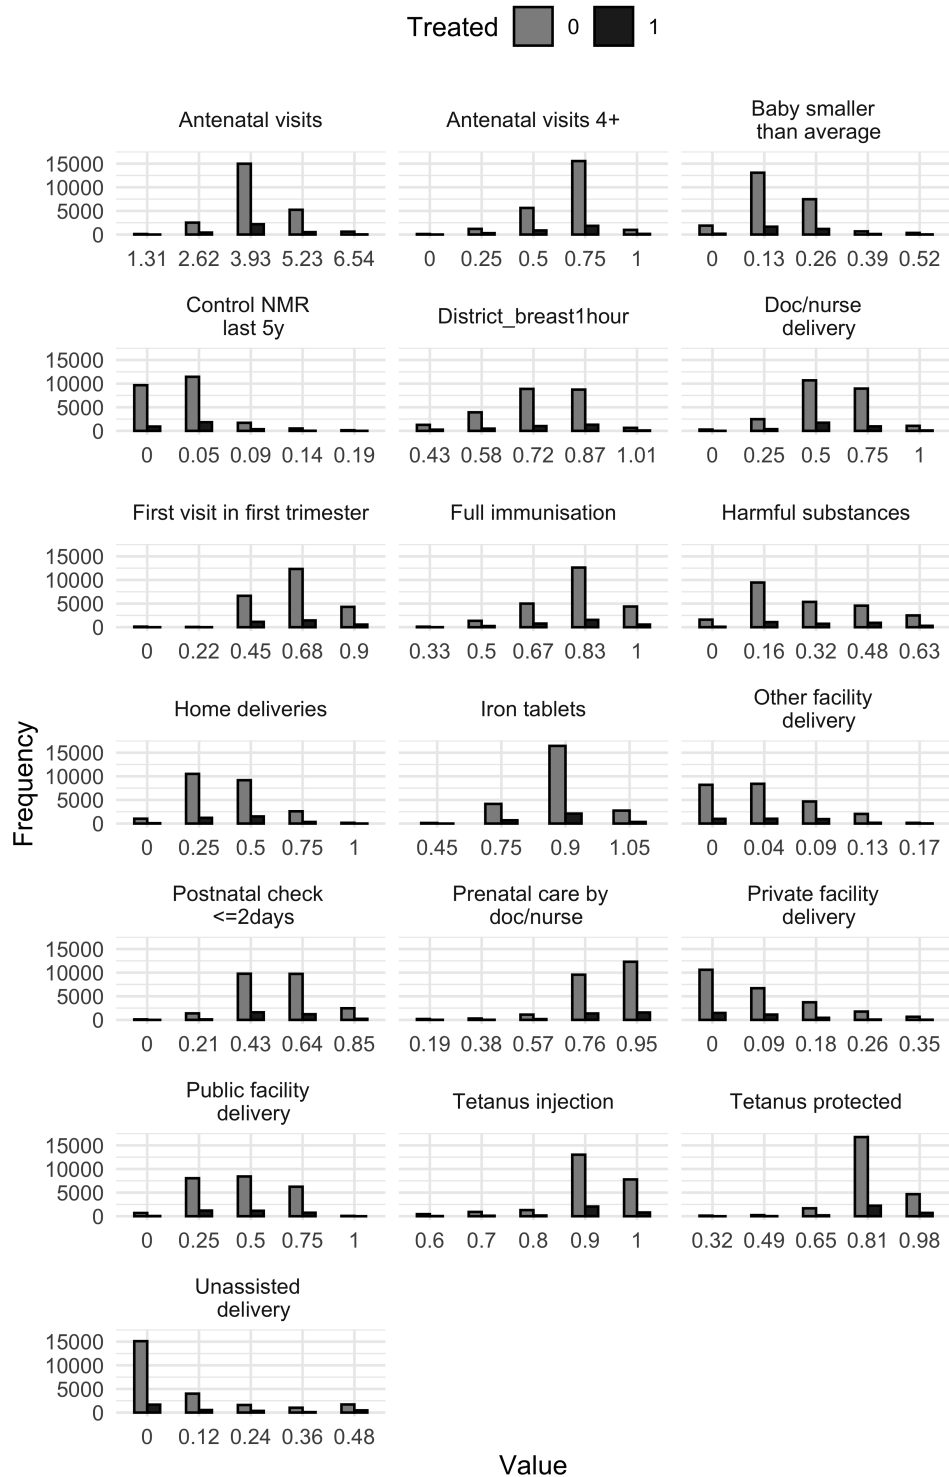 Treated 0 1
Antenatal visits Antenatal visits 4+ Baby smaller
than average
15000
10000
5000
0
1.31 2.62 3.93 5.23 6.54 0 0.25 0.5 0.75 1 0 0.13 0.26 0.39 0.52
Control NMR
last 5y
District_breast1hour
Doc/nurse
delivery
15000
10000
5000
0
0 0.05 0.09 0.14 0.19 0.43 0.58 0.72 0.87 1.01 0 0.25 0.5 0.75 1
First visit in first trimester Full immunisation Harmful substances
15000
10000
5000
0
0 0.22 0.45 0.68 0.9 0.33 0.5 0.67 0.83 1 0 0.16 0.32 0.48 0.63
Home deliveries Iron tablets Other facility
delivery
15000
10000
5000
0
0 0.25 0.5 0.75 1 0.45 0.75 0.9 1.05 0 0.04 0.09 0.13 0.17
Frequency
Postnatal check
<=2days
Prenatal care by
doc/nurse
Private facility
delivery
15000
10000
5000
0
0 0.21 0.43 0.64 0.85 0.19 0.38 0.57 0.76 0.95 0 0.09 0.18 0.26 0.35
Public facility
delivery
Tetanus injection Tetanus protected
15000
10000
5000
0
0 0.25 0.5 0.75 1 0.6 0.7 0.8 0.9 1 0.32 0.49 0.65 0.81 0.98
Unassisted
delivery
15000
10000
5000
0
0 0.12 0.24 0.36 0.48
Value